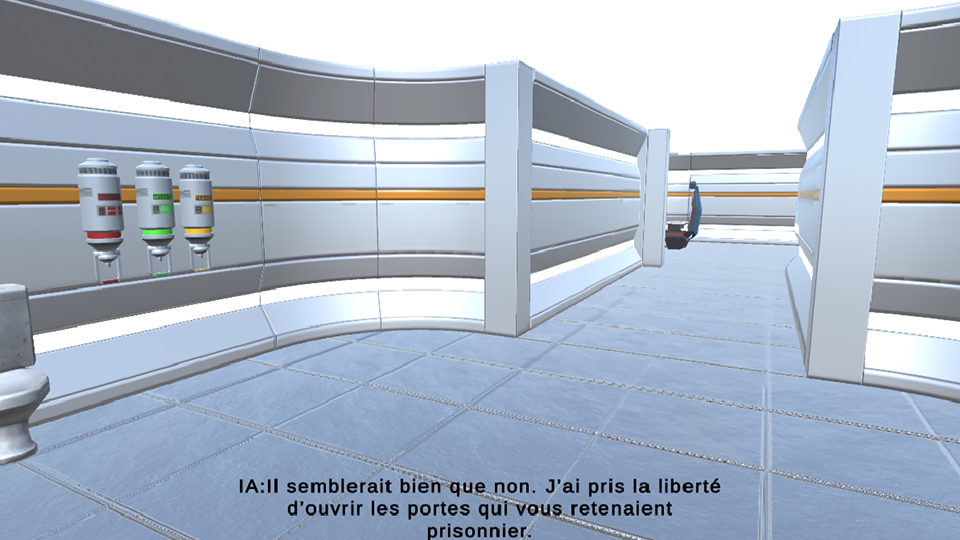 IA:Il semblerait bien que non. J'ai pris la liberté
d'ouvrir les portes qui vous retenaient
prisonnier.